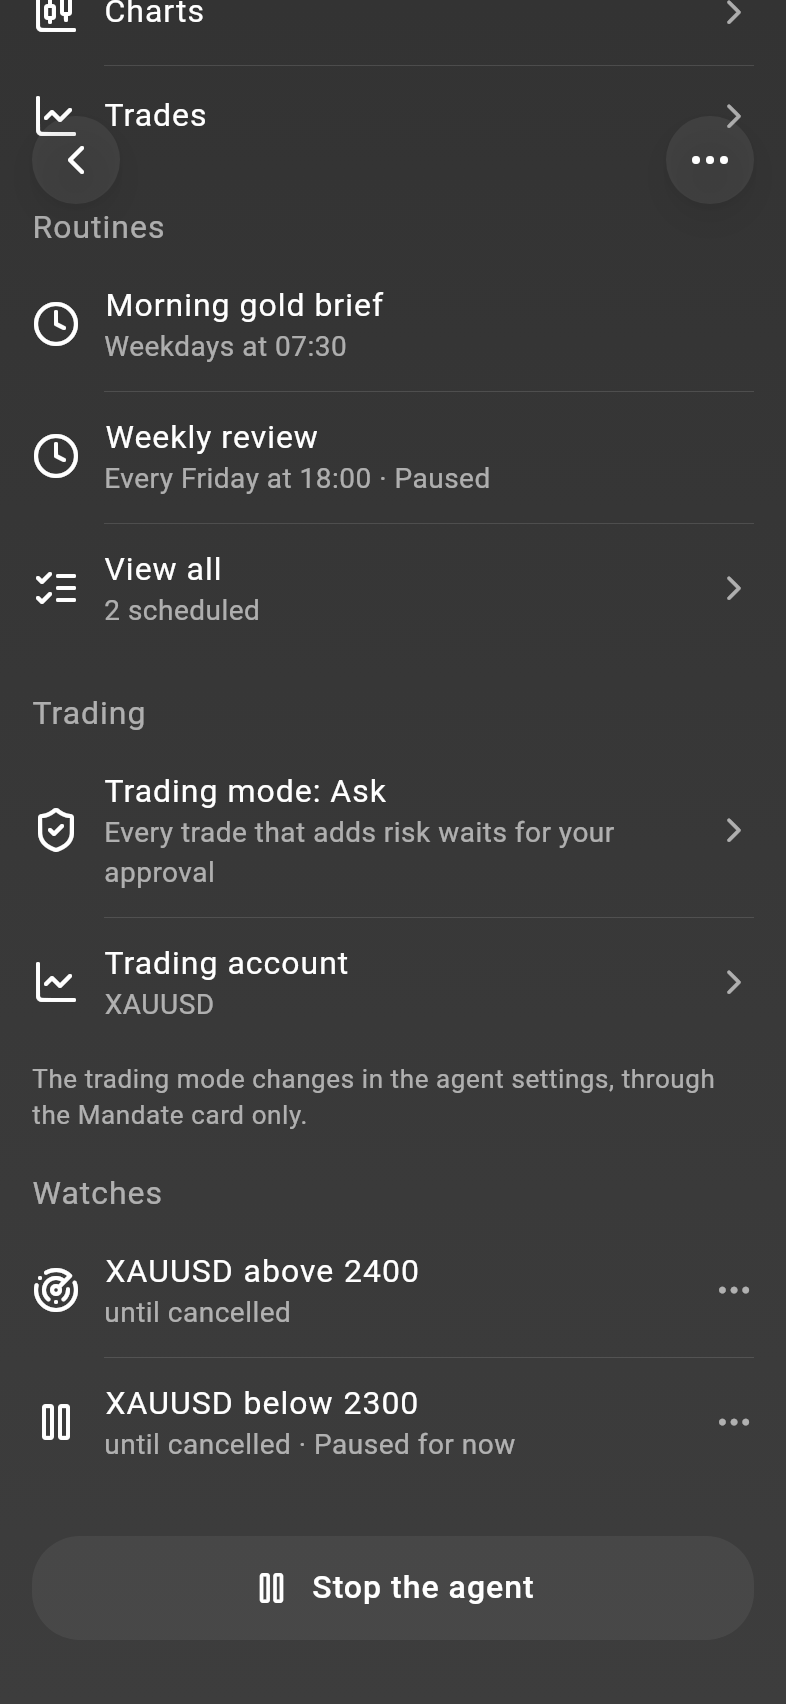 Charts
Trades
Routines
Morning gold brief
Weekdays at 07:30
Weekly review
Every Friday at 18:00 · Paused
View all
2 scheduled
Trading
Trading mode: Ask
Every trade that adds risk waits for your
approval
Trading account
XAUUSD
The trading mode changes in the agent settings, through
the Mandate card only.
Watches
XAUUSD above 2400
until cancelled
XAUUSD below 2300
until cancelled · Paused for now
Stop the agent